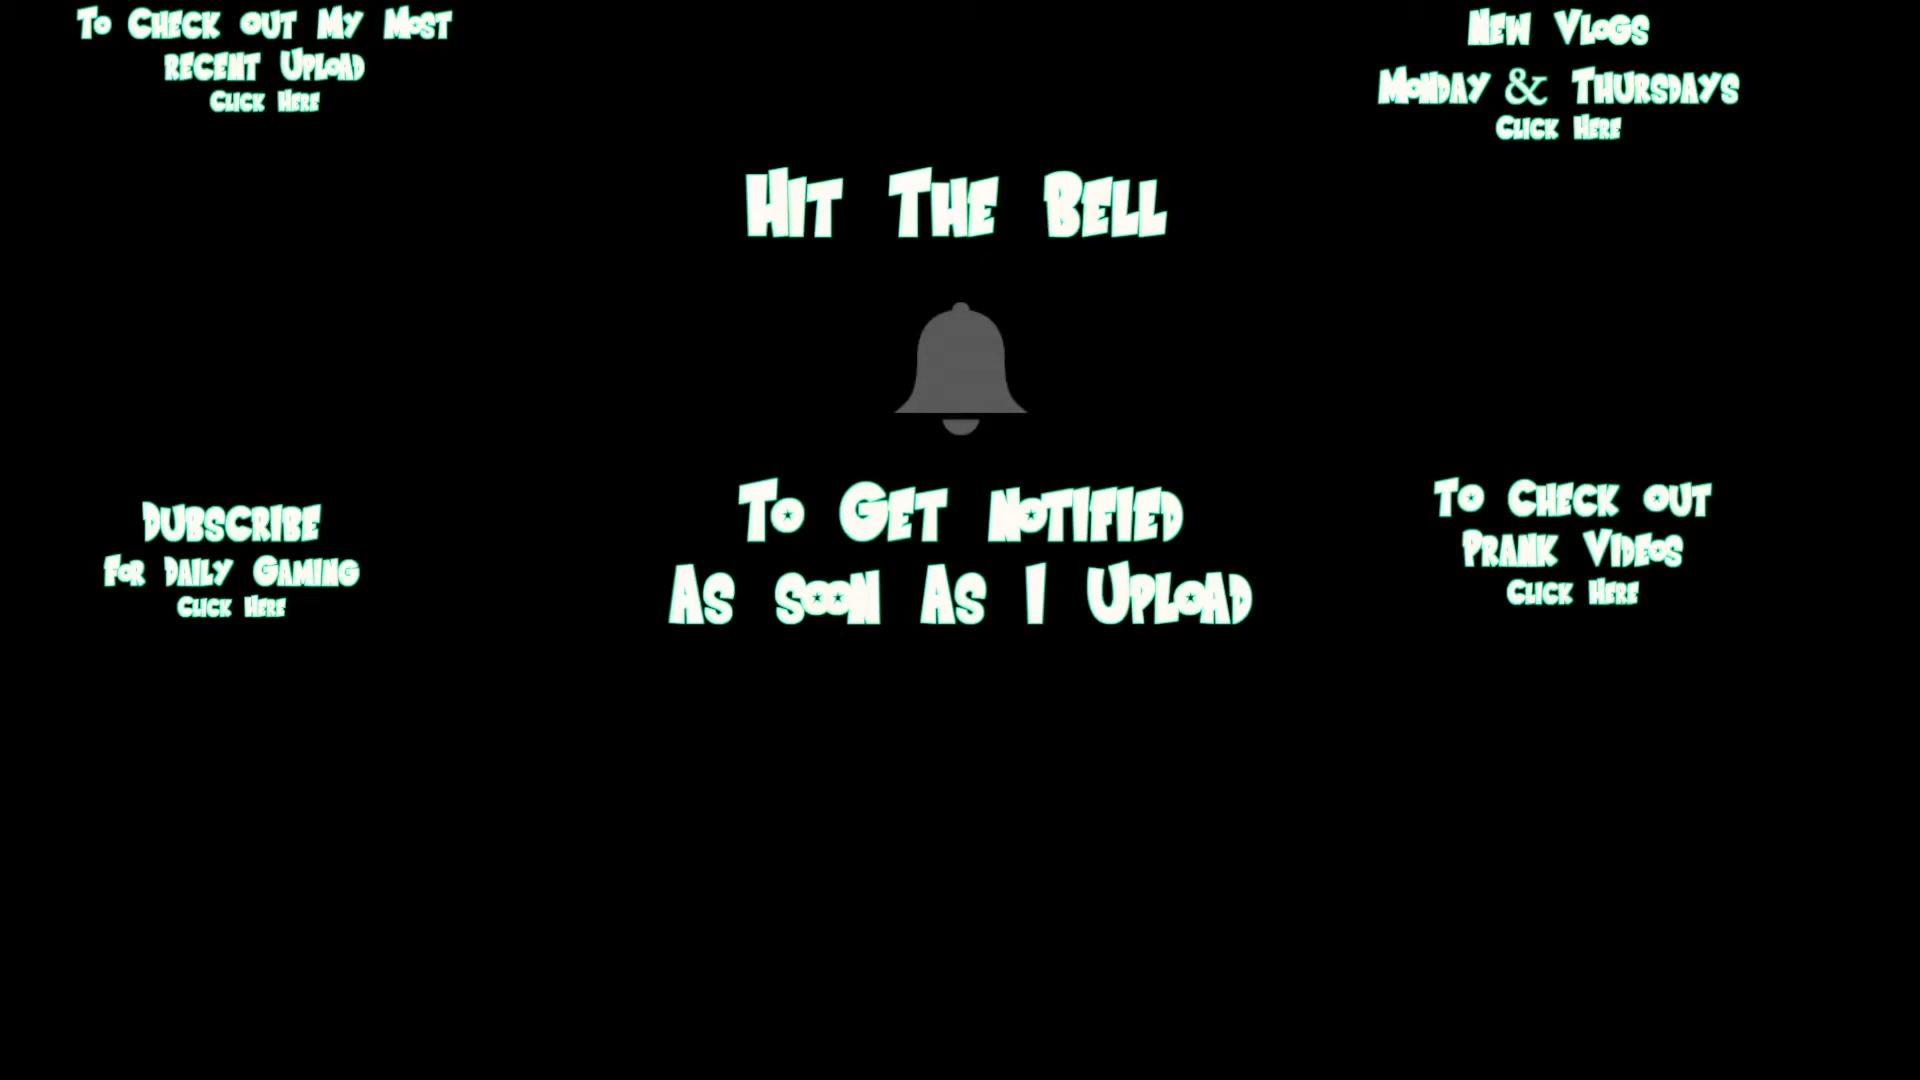 To Check out My Most
recent Upload
Click Here
New Vlogs
Monday & Thursdays
Click Here
Hit The Bell
To Get notified
As soon As I Upload
Dubscribe
For Daily Gaming
Click Here
To Check out
Prank Videos
Click Here